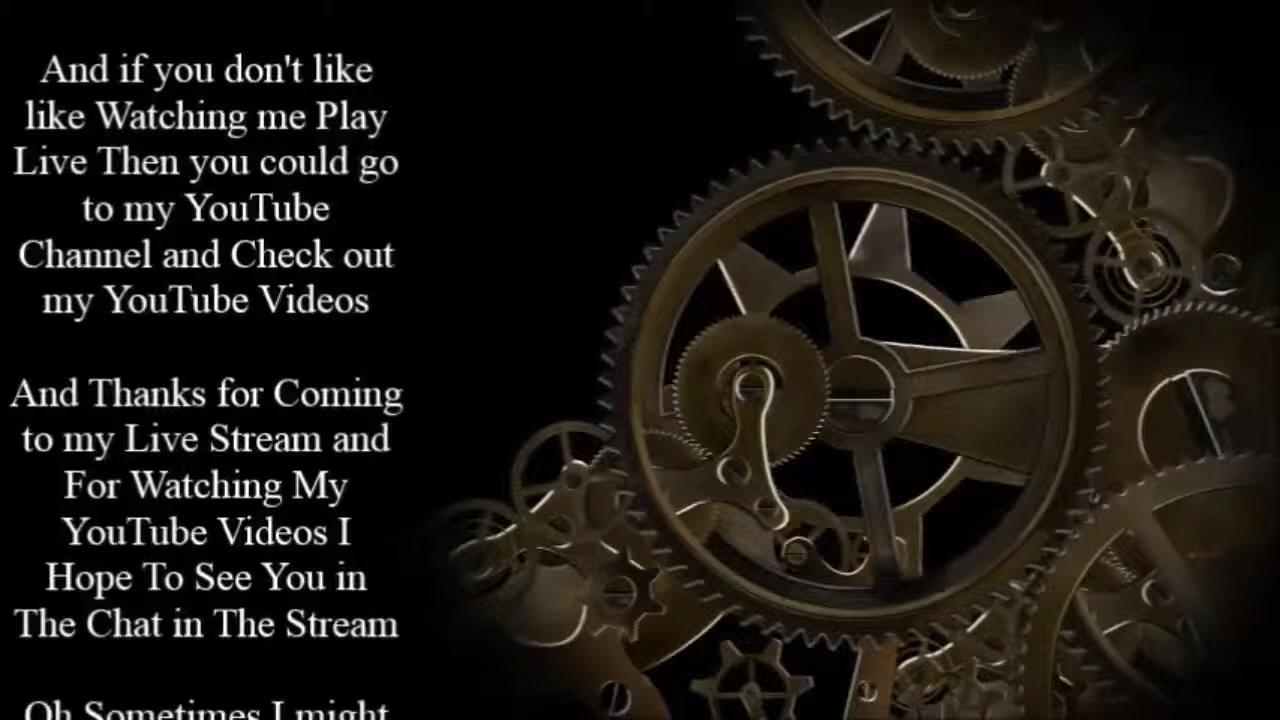 And if you don't like
like Watching me Play
Live Then you could go
to my YouTube
Channel and Check out
my YouTube Videos
And Thanks for Coming
to my Live Stream and
For Watching My
YouTube Videos I
Hope To See You in
The Chat in The Stream
Oh Sometimes I might